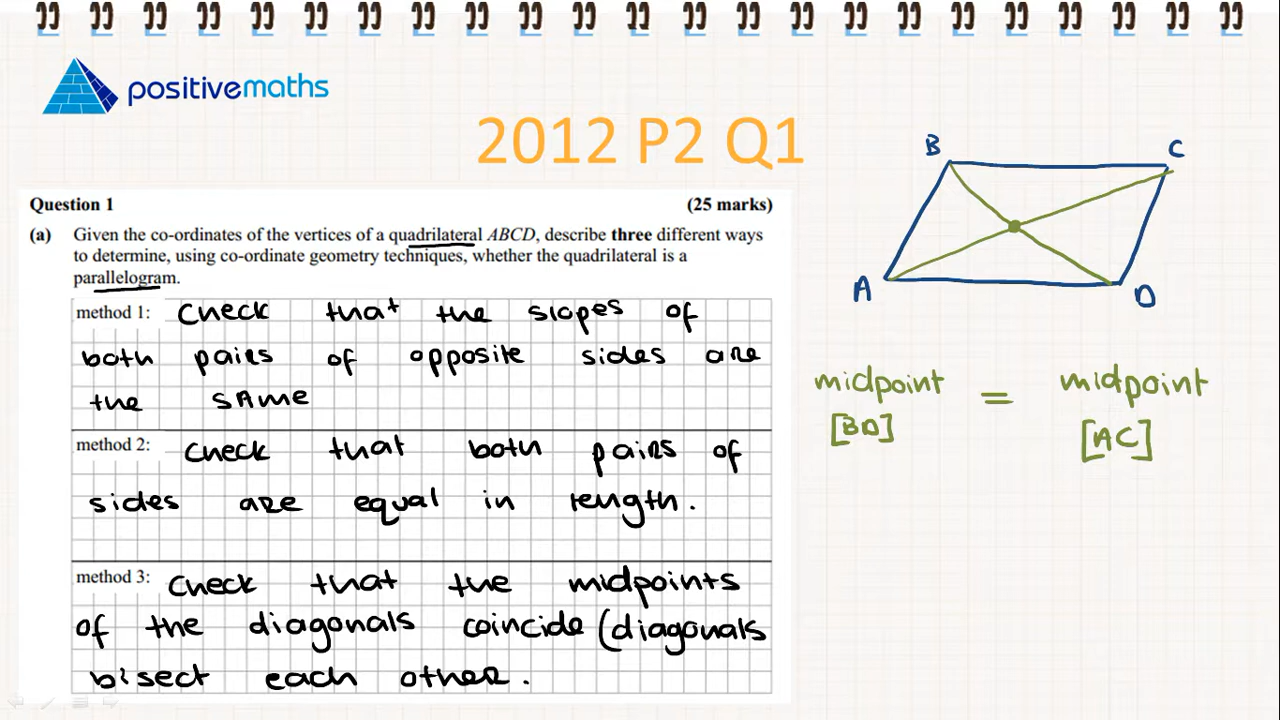 positivemaths
2012 P2 Q1
Question 1 (25 marks)
(a) Given the co-ordinates of the vertices of a quadrilateral ABCD, describe three different ways
to determine, using co-ordinate geometry techniques, whether the quadrilateral is a
parallelogram.
method 1: Check that the slopes of
both pairs of opposite sides are
the same
method 2: Check that both pairs of
sides are equal in length.
method 3: Check that the midpoints
of the diagonals coincide (diagonals
bisect each other.
B C
A D
midpoint = midpoint
[BD] [AC]